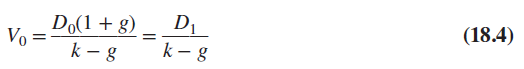 V₀ = D₀(1 + g) / (k − g) = D₁ / (k − g) (18.4)